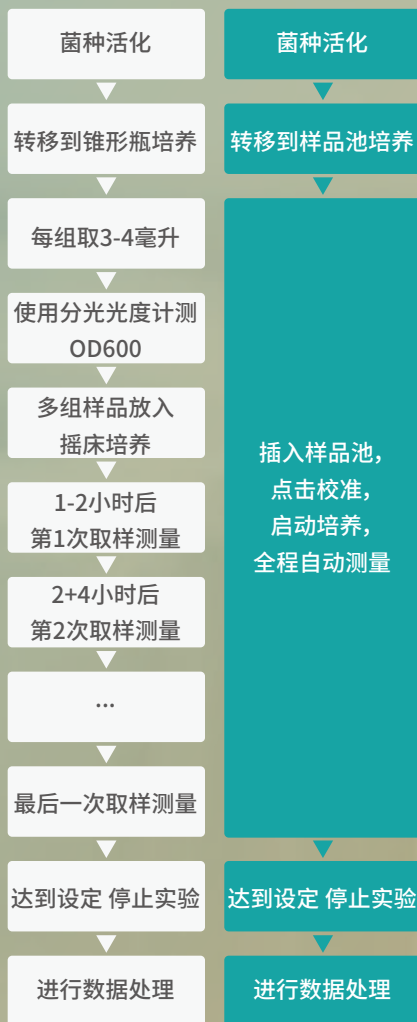 菌种活化
转移到锥形瓶培养
每组取3-4毫升
使用分光光度计测
OD600
多组样品放入
摇床培养
1-2小时后
第1次取样测量
2+4小时后
第2次取样测量
...
最后一次取样测量
达到设定 停止实验
进行数据处理
菌种活化
转移到样品池培养
插入样品池，
点击校准，
启动培养，
全程自动测量
达到设定 停止实验
进行数据处理